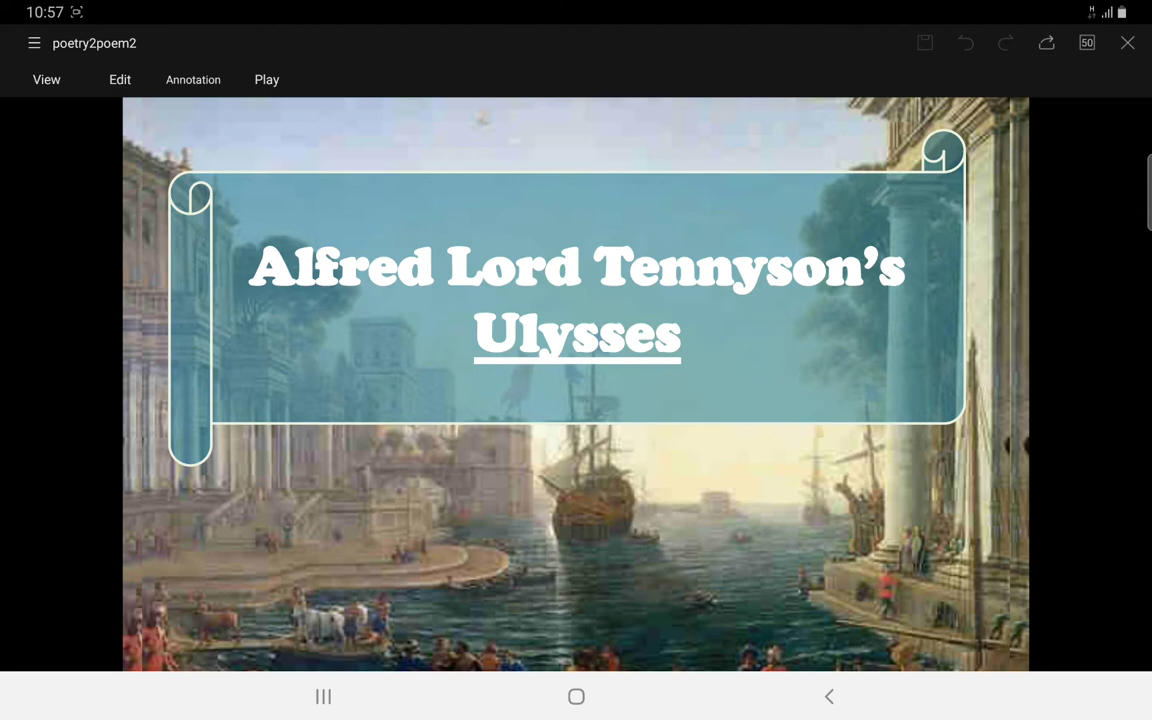 10:57
poetry2poem2
50
View Edit Annotation Play
Alfred Lord Tennyson’s
Ulysses